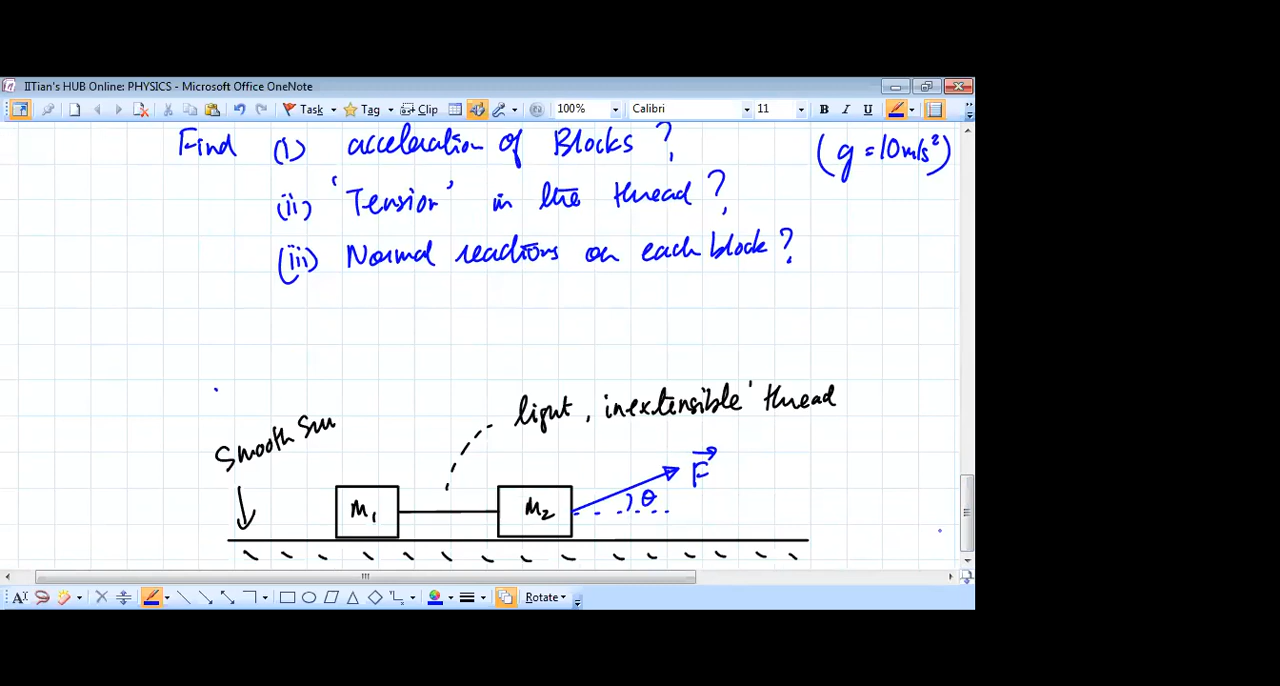 IITian's HUB Online: PHYSICS - Microsoft Office OneNote
Task Tag Clip 100% Calibri 11 B I U
Find (i) acceleration of Blocks? (g = 10 m/s²)
(ii) 'Tension' in the thread?
(iii) Normal reactions on each block?
light, inextensible' thread
Smooth Sur
F
θ
M₁ M₂
A Rotate